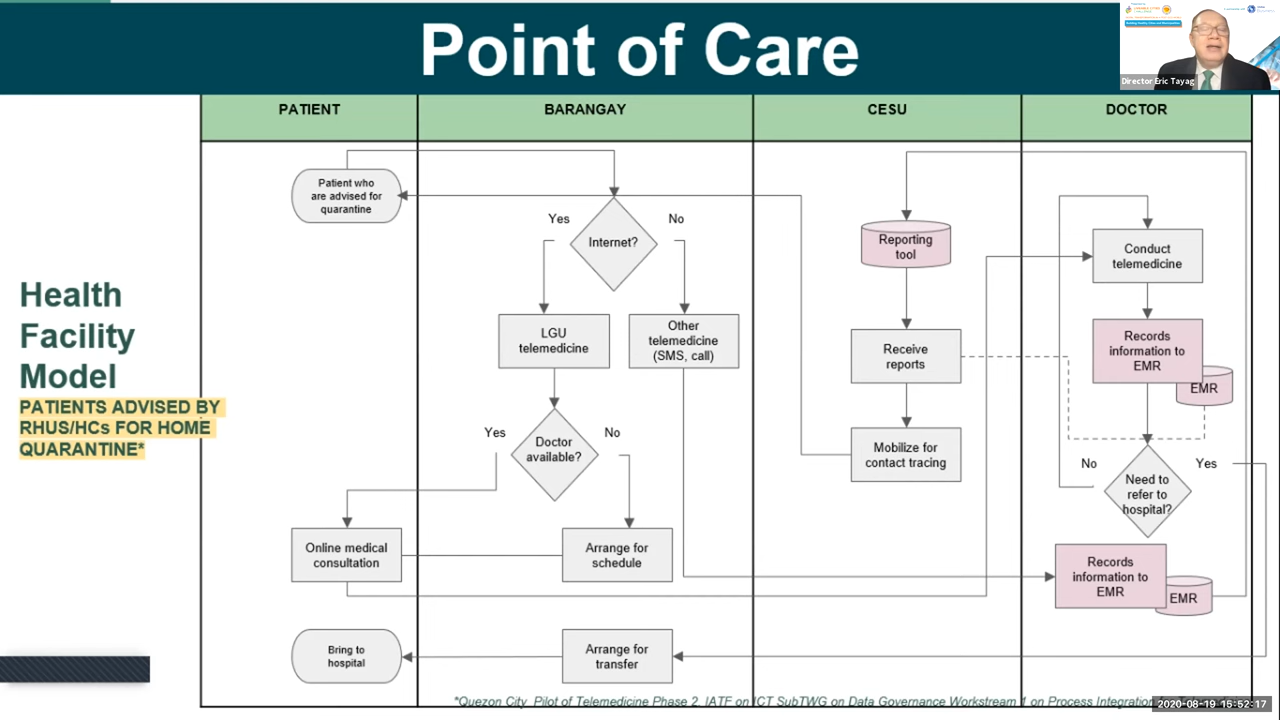 Point of Care
Director Eric Tayag
PATIENT
BARANGAY
CESU
DOCTOR
Health
Facility
Model
PATIENTS ADVISED BY
RHUS/HCs FOR HOME
QUARANTINE*
Patient who
are advised for
quarantine
Yes
No
Internet?
LGU
telemedicine
Other
telemedicine
(SMS, call)
Yes
No
Doctor
available?
Online medical
consultation
Arrange for
schedule
Bring to
hospital
Arrange for
transfer
Reporting
tool
Receive
reports
Mobilize for
contact tracing
Conduct
telemedicine
Records
information to
EMR
EMR
No
Yes
Need to
refer to
hospital?
Records
information to
EMR
EMR
*Quezon City Pilot of Telemedicine Phase 2. IATF on ICT SubTWG on Data Governance Workstream 1 on Process Integration for
2020-08-19 15:52:17